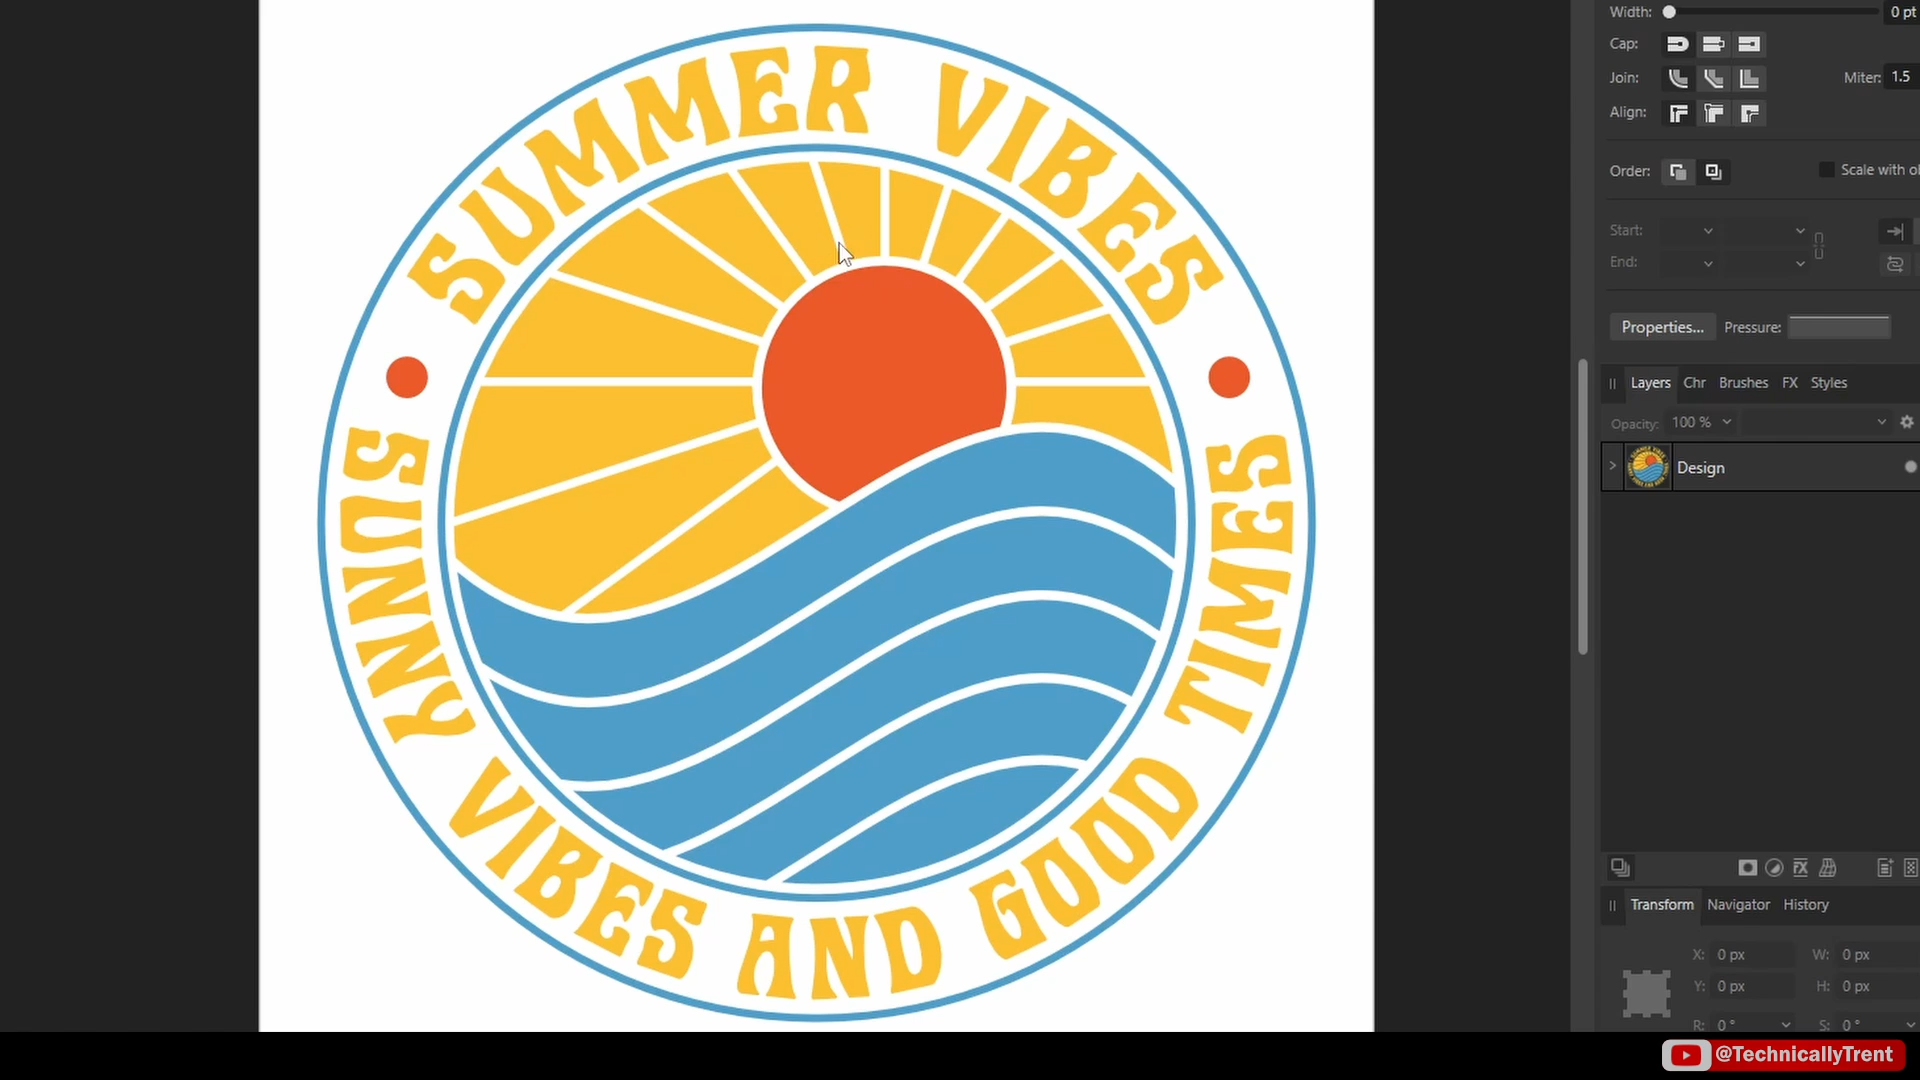 SUMMER VIBES
SUNNY VIBES AND GOOD TIMES
Width: 0 pt
Cap:
Join: Miter: 1.5
Align:
Order: Scale with ob
Start:
End:
Properties... Pressure:
Layers Chr Brushes FX Styles
Opacity: 100 %
Design
Transform Navigator History
X: 0 px W: 0 px
Y: 0 px H: 0 px
R: 0 ° S: 0 °
@TechnicallyTrent